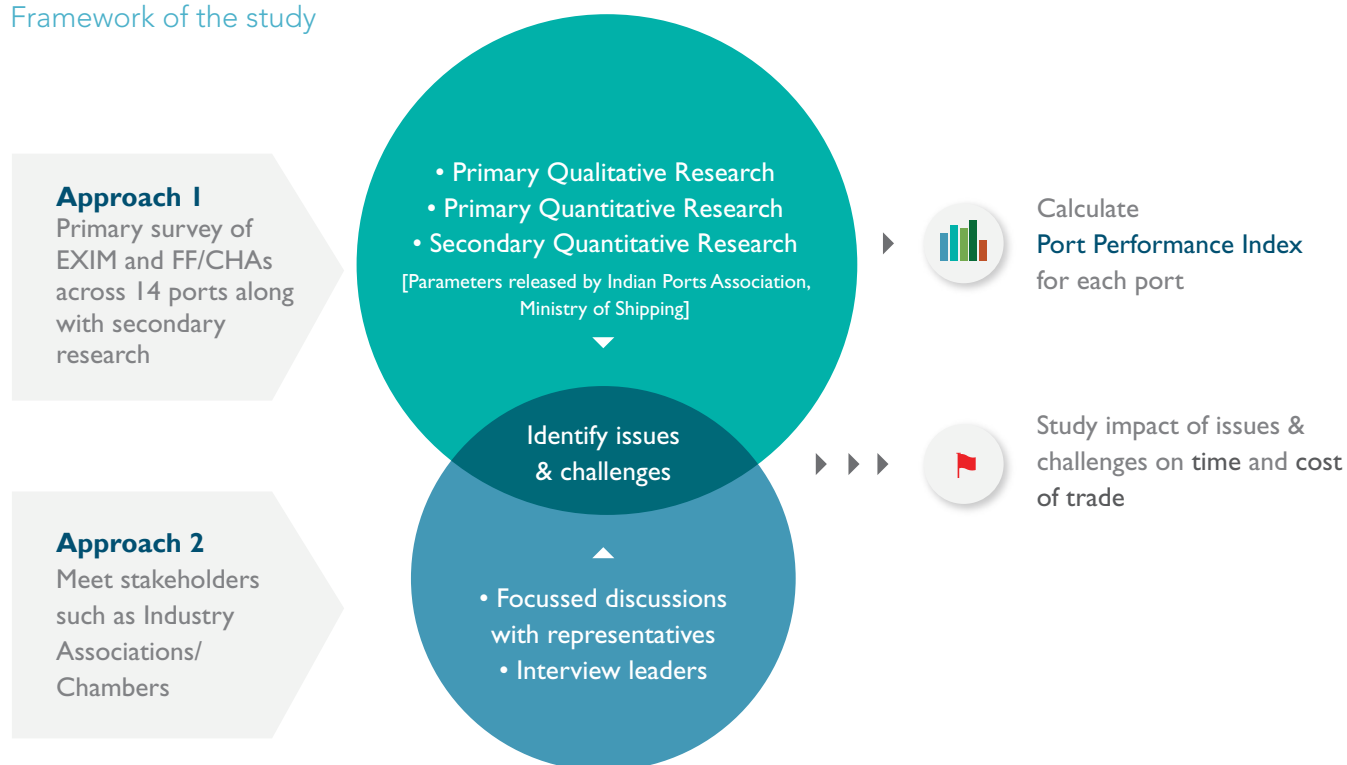 Framework of the study
Approach 1
Primary survey of
EXIM and FF/CHAs
across 14 ports along
with secondary
research
• Primary Qualitative Research
• Primary Quantitative Research
• Secondary Quantitative Research
[Parameters released by Indian Ports Association,
Ministry of Shipping]
Identify issues
& challenges
Calculate
Port Performance Index
for each port
Study impact of issues &
challenges on time and cost
of trade
Approach 2
Meet stakeholders
such as Industry
Associations/
Chambers
• Focussed discussions
with representatives
• Interview leaders